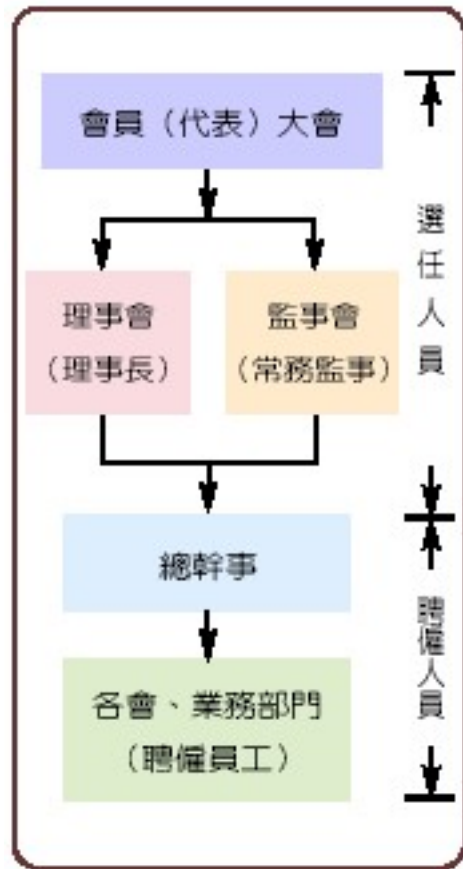 會員（代表）大會
理事會
（理事長）
監事會
（常務監事）
選任人員
總幹事
各會、業務部門
（聘僱員工）
聘僱人員